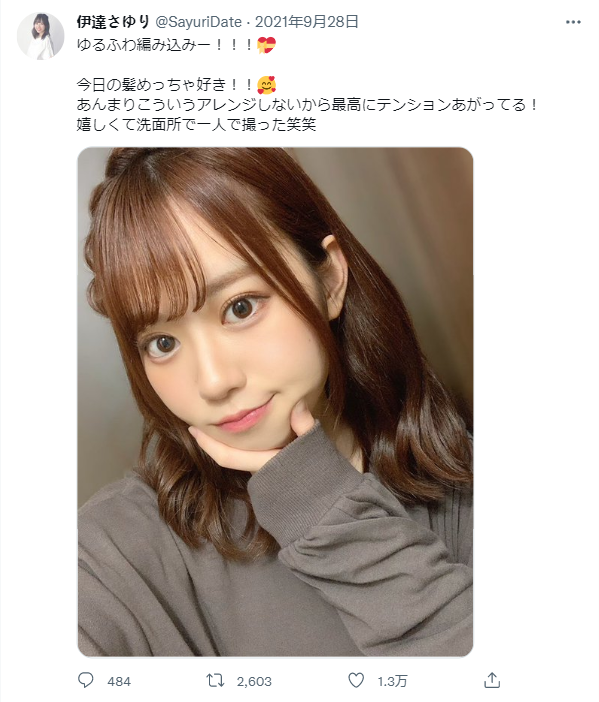 伊達さゆり @SayuriDate · 2021年9月28日
ゆるふわ編み込みー！！！💝
今日の髪めっちゃ好き！！🥰
あんまりこういうアレンジしないから最高にテンションあがってる！
嬉しくて洗面所で一人で撮った笑笑
484 2,603 1.3万